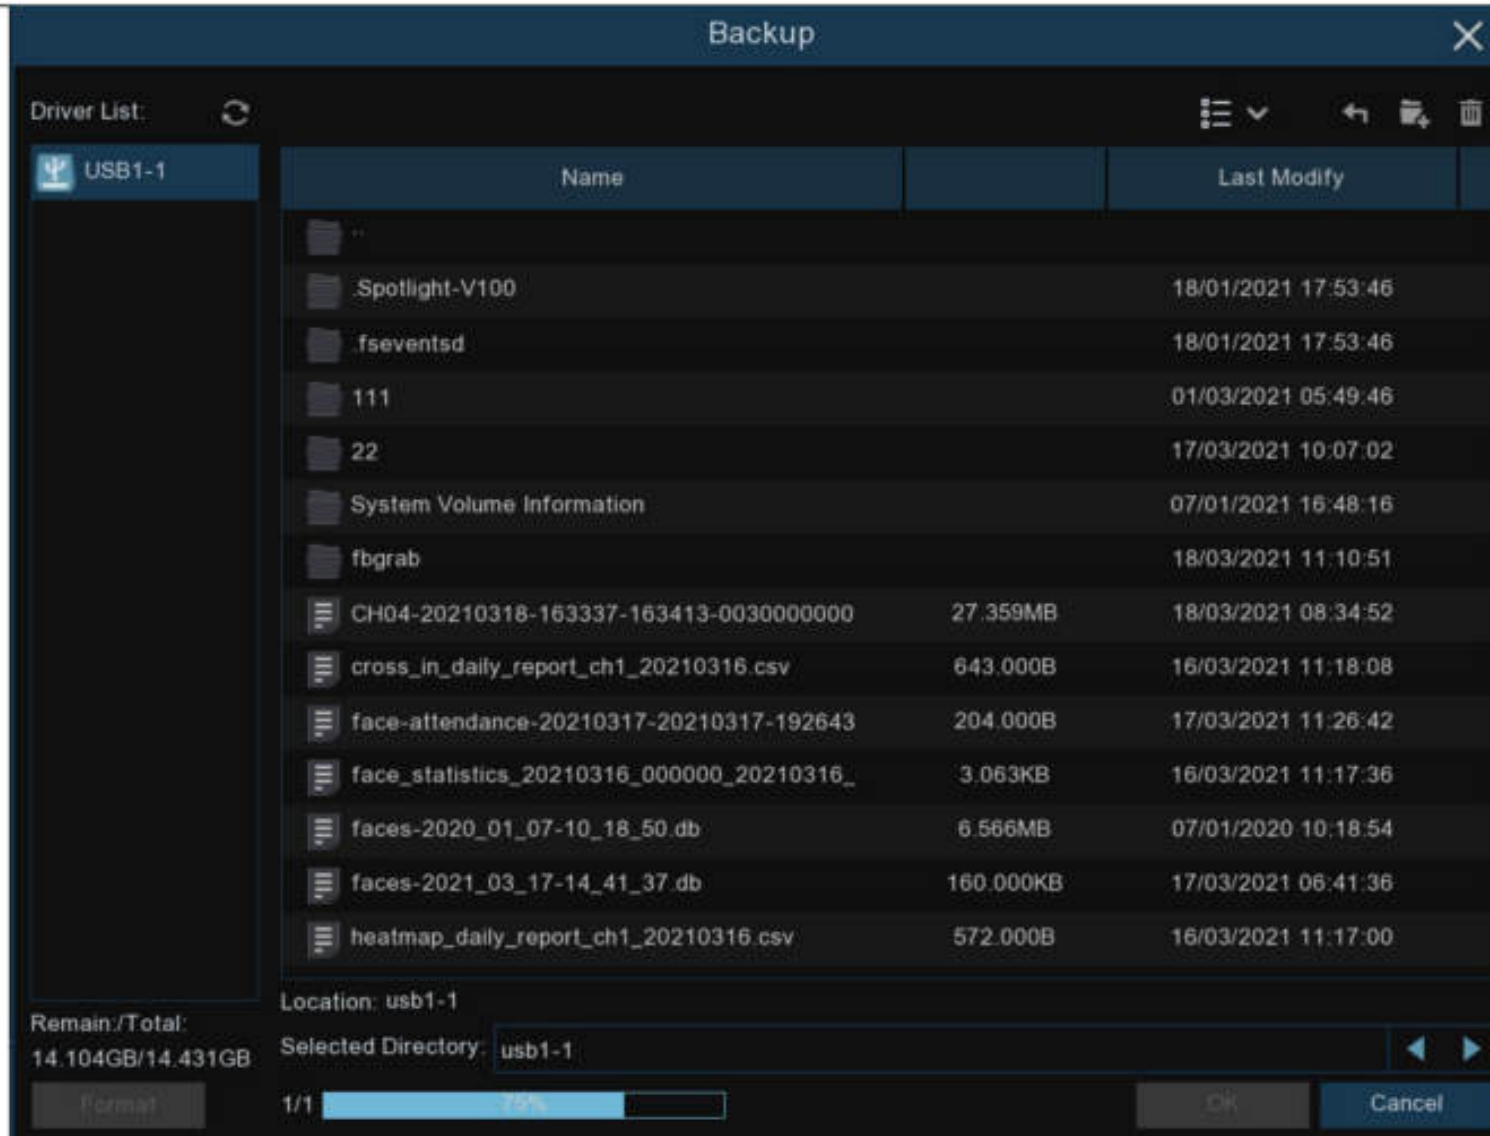 Backup
Driver List:
USB1-1
Name Last Modify
..
.Spotlight-V100 18/01/2021 17:53:46
.fseventsd 18/01/2021 17:53:46
111 01/03/2021 05:49:46
22 17/03/2021 10:07:02
System Volume Information 07/01/2021 16:48:16
fbgrab 18/03/2021 11:10:51
CH04-20210318-163337-163413-0030000000 27.359MB 18/03/2021 08:34:52
cross_in_daily_report_ch1_20210316.csv 643.000B 16/03/2021 11:18:08
face-attendance-20210317-20210317-192643 204.000B 17/03/2021 11:26:42
face_statistics_20210316_000000_20210316_ 3.063KB 16/03/2021 11:17:36
faces-2020_01_07-10_18_50.db 6.566MB 07/01/2020 10:18:54
faces-2021_03_17-14_41_37.db 160.000KB 17/03/2021 06:41:36
heatmap_daily_report_ch1_20210316.csv 572.000B 16/03/2021 11:17:00
Location: usb1-1
Remain:/Total:
14.104GB/14.431GB
Selected Directory: usb1-1
Format
1/1 75%
OK
Cancel